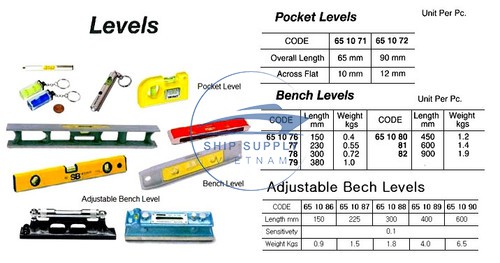 Levels
Pocket Level
Bench Level
Adjustable Bench Level
SB
SHIP SUPPLY
VIETNAM
Pocket Levels Unit Per Pc.
CODE 65 10 71 65 10 72
Overall Length 65 mm 90 mm
Across Flat 10 mm 12 mm
Bench Levels Unit Per Pc.
CODE Length mm Weight kgs CODE Length mm Weight kgs
65 10 76 150 0.4 65 10 80 450 1.2
77 230 0.55 81 600 1.4
78 300 0.72 82 900 1.9
79 380 1.0
Adjustable Bech Levels
CODE 65 10 86 65 10 87 65 10 88 65 10 89 65 10 90
Length mm 150 225 300 400 600
Sensitivety 0.1
Weight Kgs 0.9 1.5 1.8 4.0 6.5